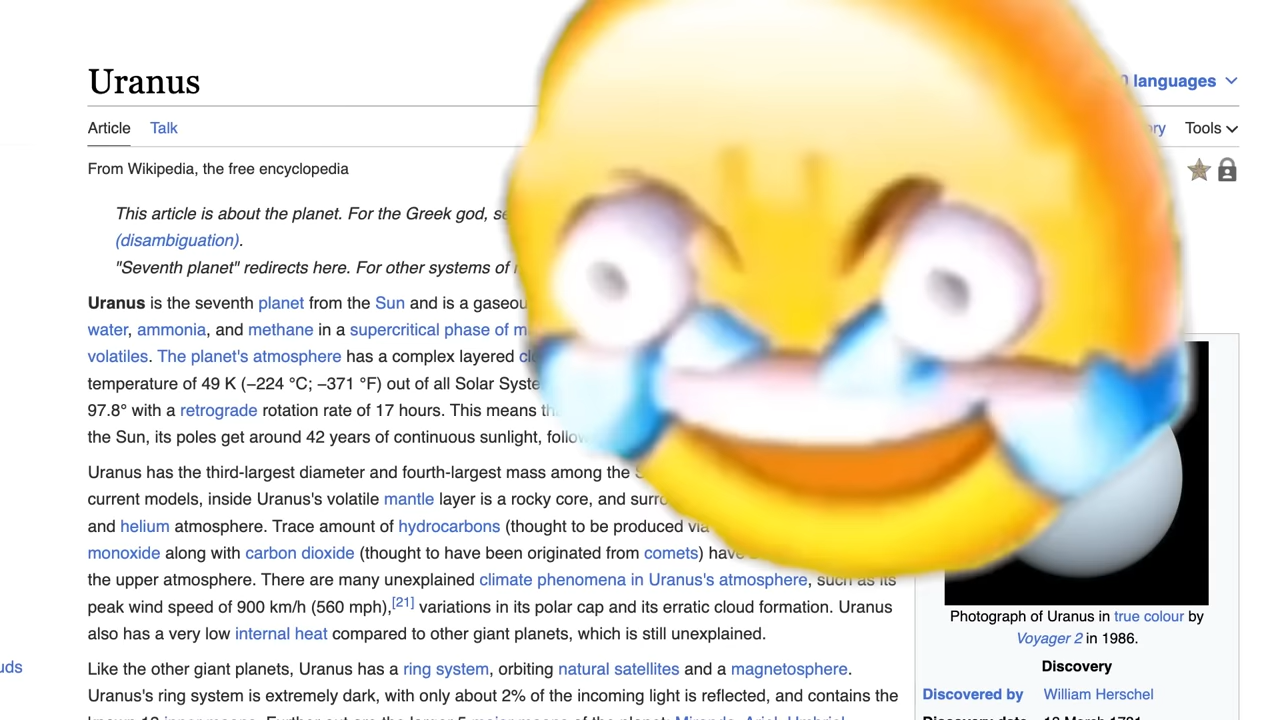 Uranus
languages
Article Talk
Tools
From Wikipedia, the free encyclopedia
This article is about the planet. For the Greek god,
(disambiguation).
"Seventh planet" redirects here. For other systems of
Uranus is the seventh planet from the Sun and is a
water, ammonia, and methane in a supercritical phase of
volatiles. The planet's atmosphere has a complex layered
temperature of 49 K (−224 °C; −371 °F) out of all Solar
97.8° with a retrograde rotation rate of 17 hours. This means
the Sun, its poles get around 42 years of continuous sunlight,
Uranus has the third-largest diameter and fourth-largest mass among the
current models, inside Uranus's volatile mantle layer is a rocky core, and
and helium atmosphere. Trace amount of hydrocarbons (thought to be produced via
monoxide along with carbon dioxide (thought to have been originated from comets) have
the upper atmosphere. There are many unexplained climate phenomena in Uranus's atmosphere, such as its
peak wind speed of 900 km/h (560 mph),[21] variations in its polar cap and its erratic cloud formation. Uranus
also has a very low internal heat compared to other giant planets, which is still unexplained.
Like the other giant planets, Uranus has a ring system, orbiting natural satellites and a magnetosphere.
Uranus's ring system is extremely dark, with only about 2% of the incoming light is reflected, and contains the
Photograph of Uranus in true colour by
Voyager 2 in 1986.
Discovery
Discovered by William Herschel